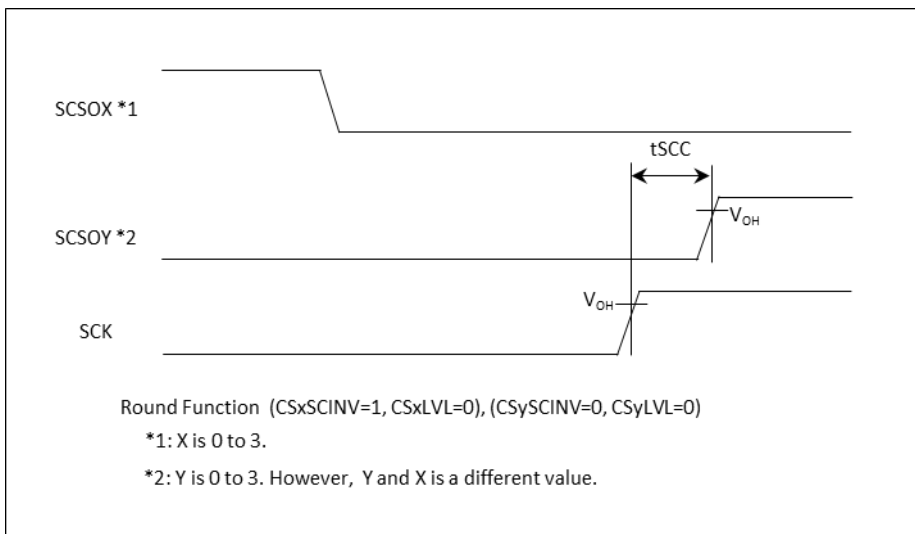 SCSOX *1
tSCC
SCSOY *2
VOH
VOH
SCK
Round Function (CSxSCINV=1, CSxLVL=0), (CSySCINV=0, CSyLVL=0)
*1: X is 0 to 3.
*2: Y is 0 to 3. However, Y and X is a different value.